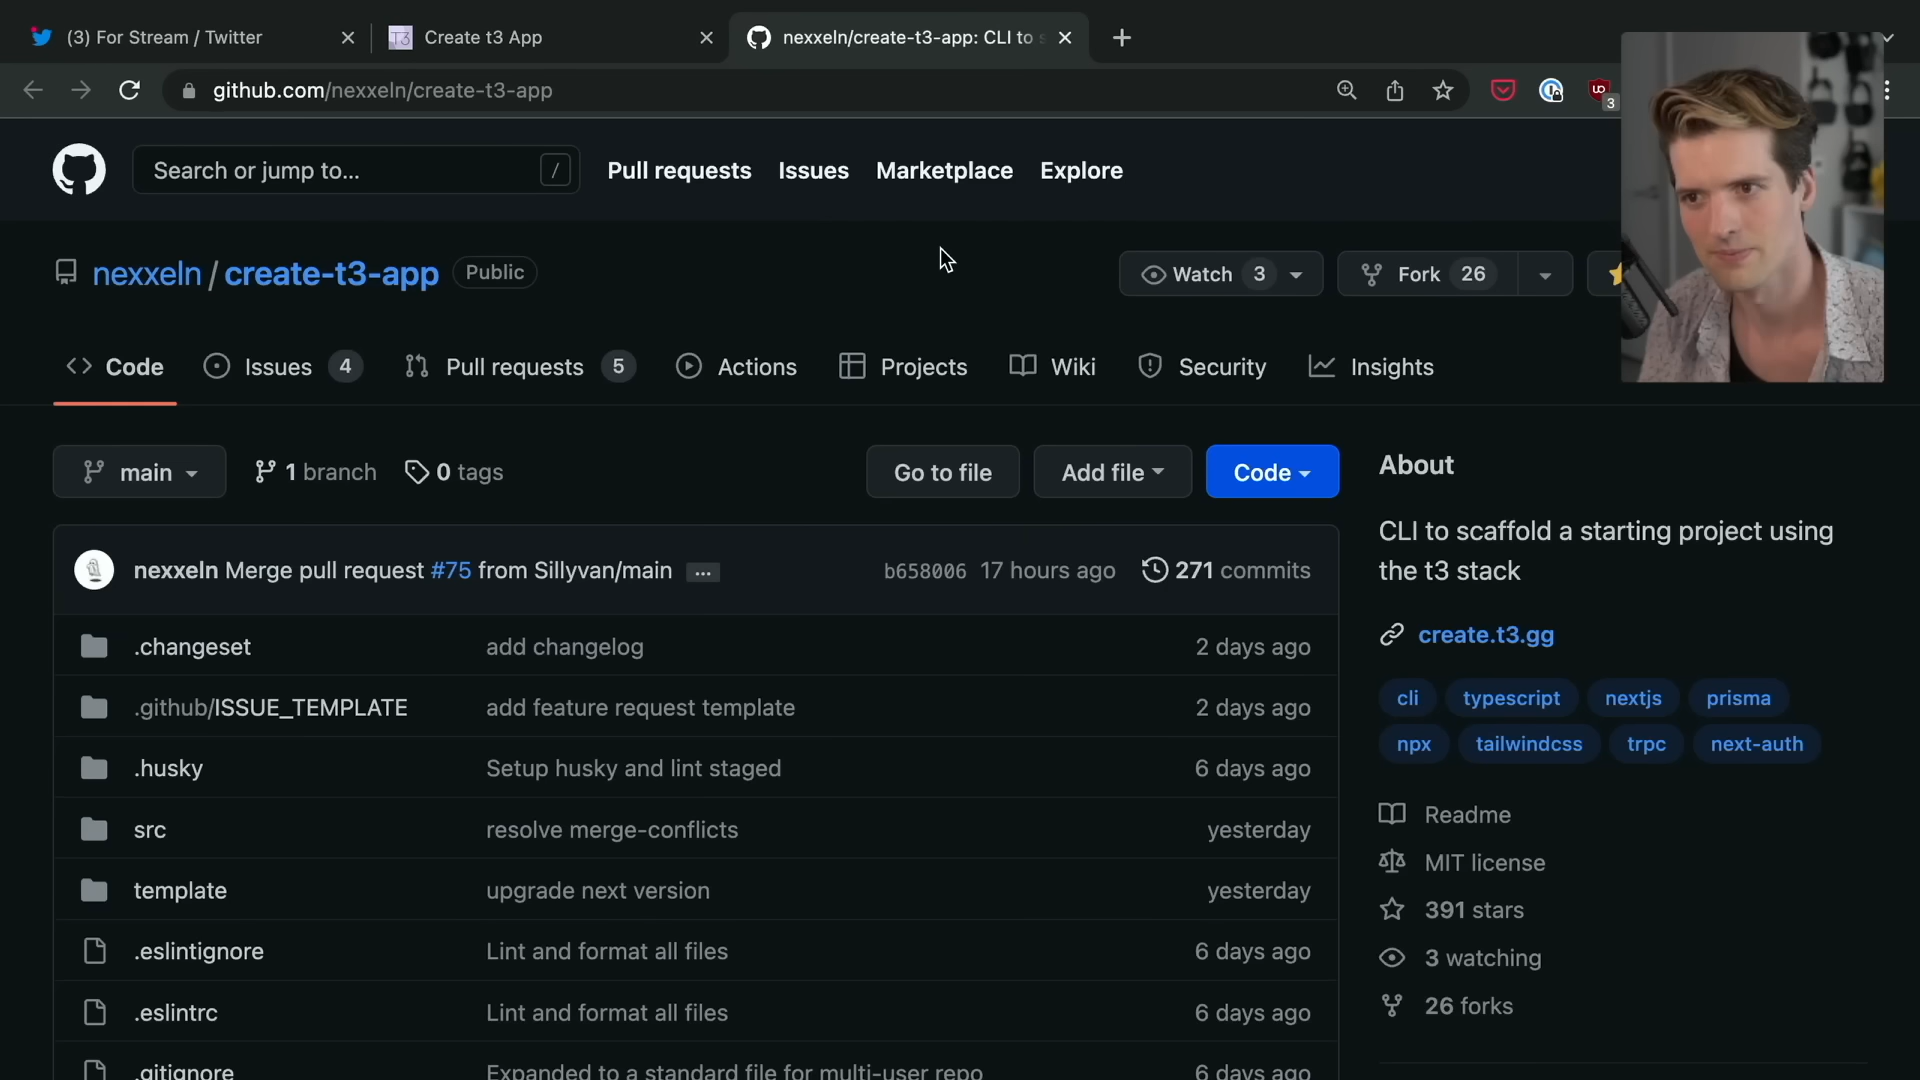 (3) For Stream / Twitter
T3 Create t3 App
nexxeln/create-t3-app: CLI to
github.com/nexxeln/create-t3-app
3
Search or jump to... /
Pull requests Issues Marketplace Explore
nexxeln / create-t3-app Public
Watch 3
Fork 26
Code Issues 4 Pull requests 5 Actions Projects Wiki Security Insights
main 1 branch 0 tags Go to file Add file Code
nexxeln Merge pull request #75 from Sillyvan/main ... b658006 17 hours ago 271 commits
.changeset add changelog 2 days ago
.github/ISSUE_TEMPLATE add feature request template 2 days ago
.husky Setup husky and lint staged 6 days ago
src resolve merge-conflicts yesterday
template upgrade next version yesterday
.eslintignore Lint and format all files 6 days ago
.eslintrc Lint and format all files 6 days ago
.gitignore Expanded to a standard file for multi-user repo 6 days ago
About
CLI to scaffold a starting project using
the t3 stack
create.t3.gg
cli typescript nextjs prisma
npx tailwindcss trpc next-auth
Readme
MIT license
391 stars
3 watching
26 forks